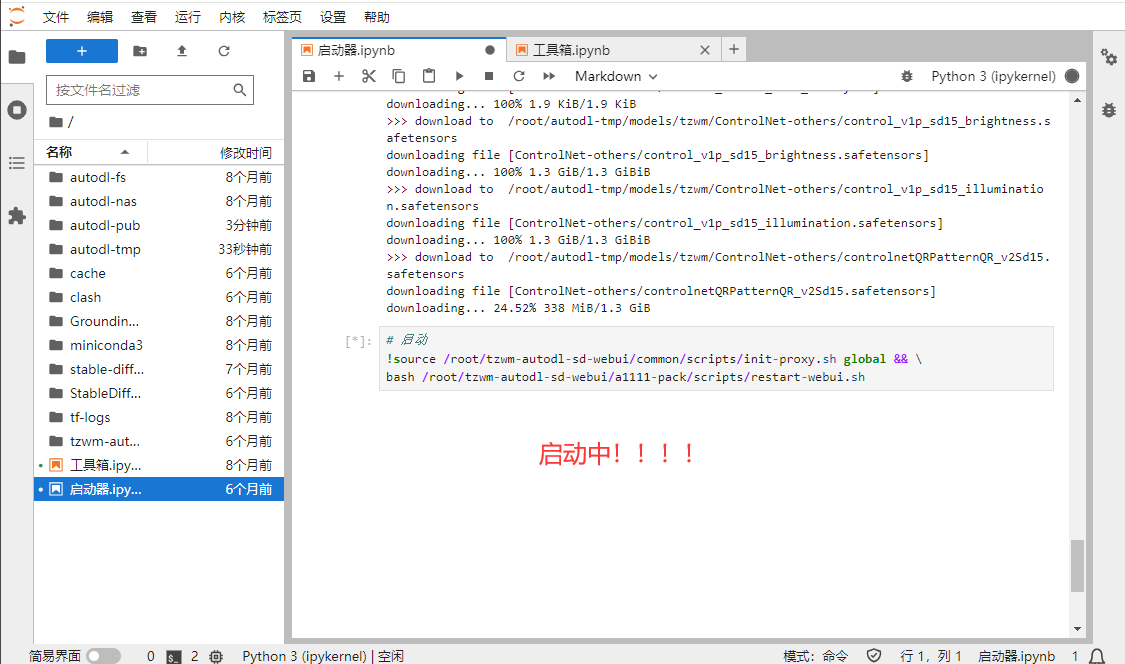 文件 编辑 查看 运行 内核 标签页 设置 帮助
+
按文件名过滤
/
名称 修改时间
autodl-fs 8个月前
autodl-nas 8个月前
autodl-pub 3分钟前
autodl-tmp 33秒钟前
cache 6个月前
clash 6个月前
Groundin... 8个月前
miniconda3 8个月前
stable-diff... 7个月前
StableDiff... 6个月前
tf-logs 8个月前
tzwm-aut... 6个月前
工具箱.ipy... 8个月前
启动器.ipy... 6个月前
启动器.ipynb 工具箱.ipynb
Markdown Python 3 (ipykernel)
downloading... 100% 1.9 KiB/1.9 KiB
>>> download to  /root/autodl-tmp/models/tzwm/ControlNet-others/control_v1p_sd15_brightness.s
afetensors
downloading file [ControlNet-others/control_v1p_sd15_brightness.safetensors]
downloading... 100% 1.3 GiB/1.3 GiBiB
>>> download to  /root/autodl-tmp/models/tzwm/ControlNet-others/control_v1p_sd15_illuminatio
n.safetensors
downloading file [ControlNet-others/control_v1p_sd15_illumination.safetensors]
downloading... 100% 1.3 GiB/1.3 GiBiB
>>> download to  /root/autodl-tmp/models/tzwm/ControlNet-others/controlnetQRPatternQR_v2Sd15.
safetensors
downloading file [ControlNet-others/controlnetQRPatternQR_v2Sd15.safetensors]
downloading... 24.52% 338 MiB/1.3 GiB
[*]: # 启动
!source /root/tzwm-autodl-sd-webui/common/scripts/init-proxy.sh global && \
bash /root/tzwm-autodl-sd-webui/a1111-pack/scripts/restart-webui.sh
启动中！！！！
简易界面 0 $_ 2 Python 3 (ipykernel) | 空闲 模式: 命令 行 1，列 1 启动器.ipynb 1